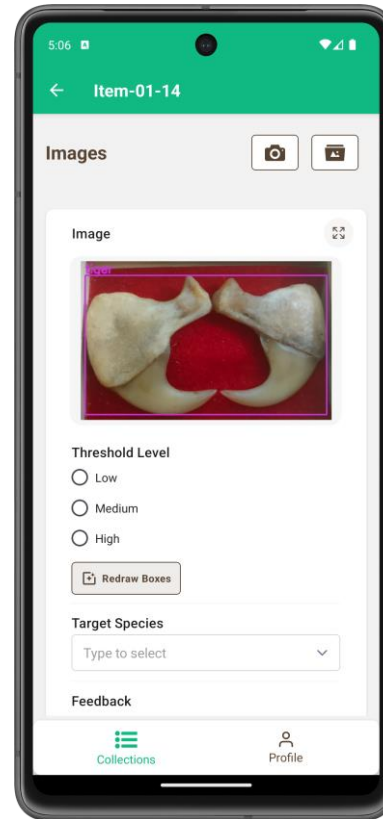 5:06
Item-01-14
Images
Image
tiger
Threshold Level
Low
Medium
High
Redraw Boxes
Target Species
Type to select
Feedback
Collections
Profile